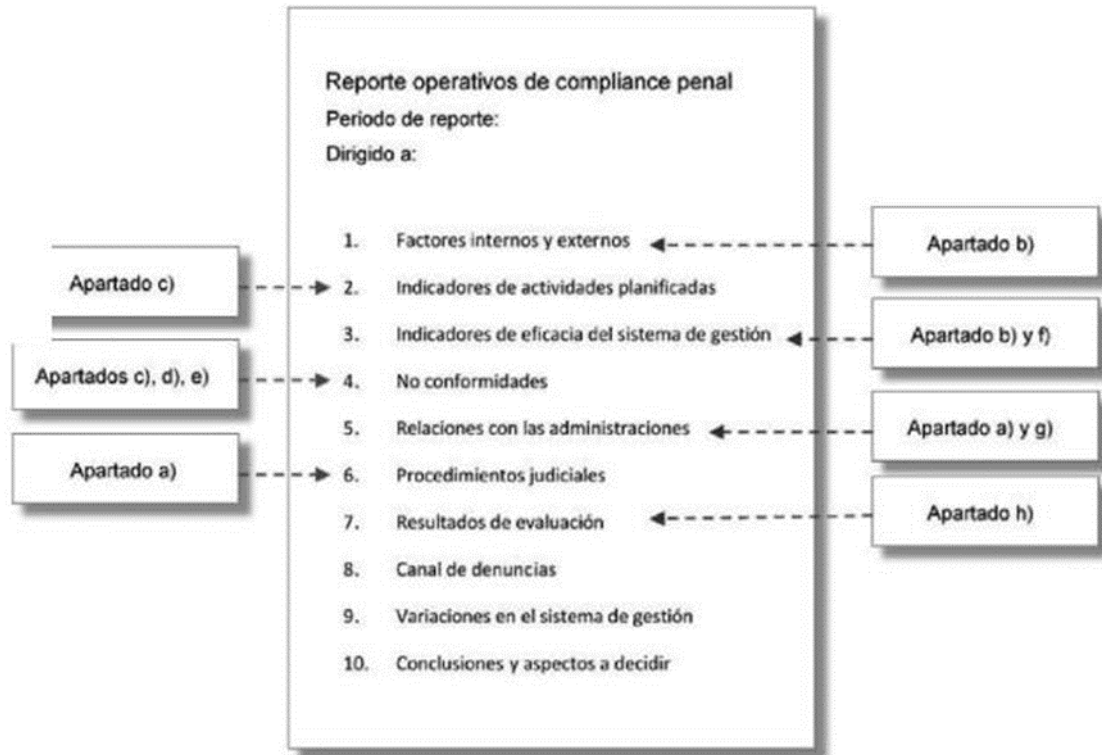 Reporte operativos de compliance penal
Periodo de reporte:
Dirigido a:
1. Factores internos y externos
2. Indicadores de actividades planificadas
3. Indicadores de eficacia del sistema de gestión
4. No conformidades
5. Relaciones con las administraciones
6. Procedimientos judiciales
7. Resultados de evaluación
8. Canal de denuncias
9. Variaciones en el sistema de gestión
10. Conclusiones y aspectos a decidir
Apartado c)
Apartados c), d), e)
Apartado a)
Apartado b)
Apartado b) y f)
Apartado a) y g)
Apartado h)